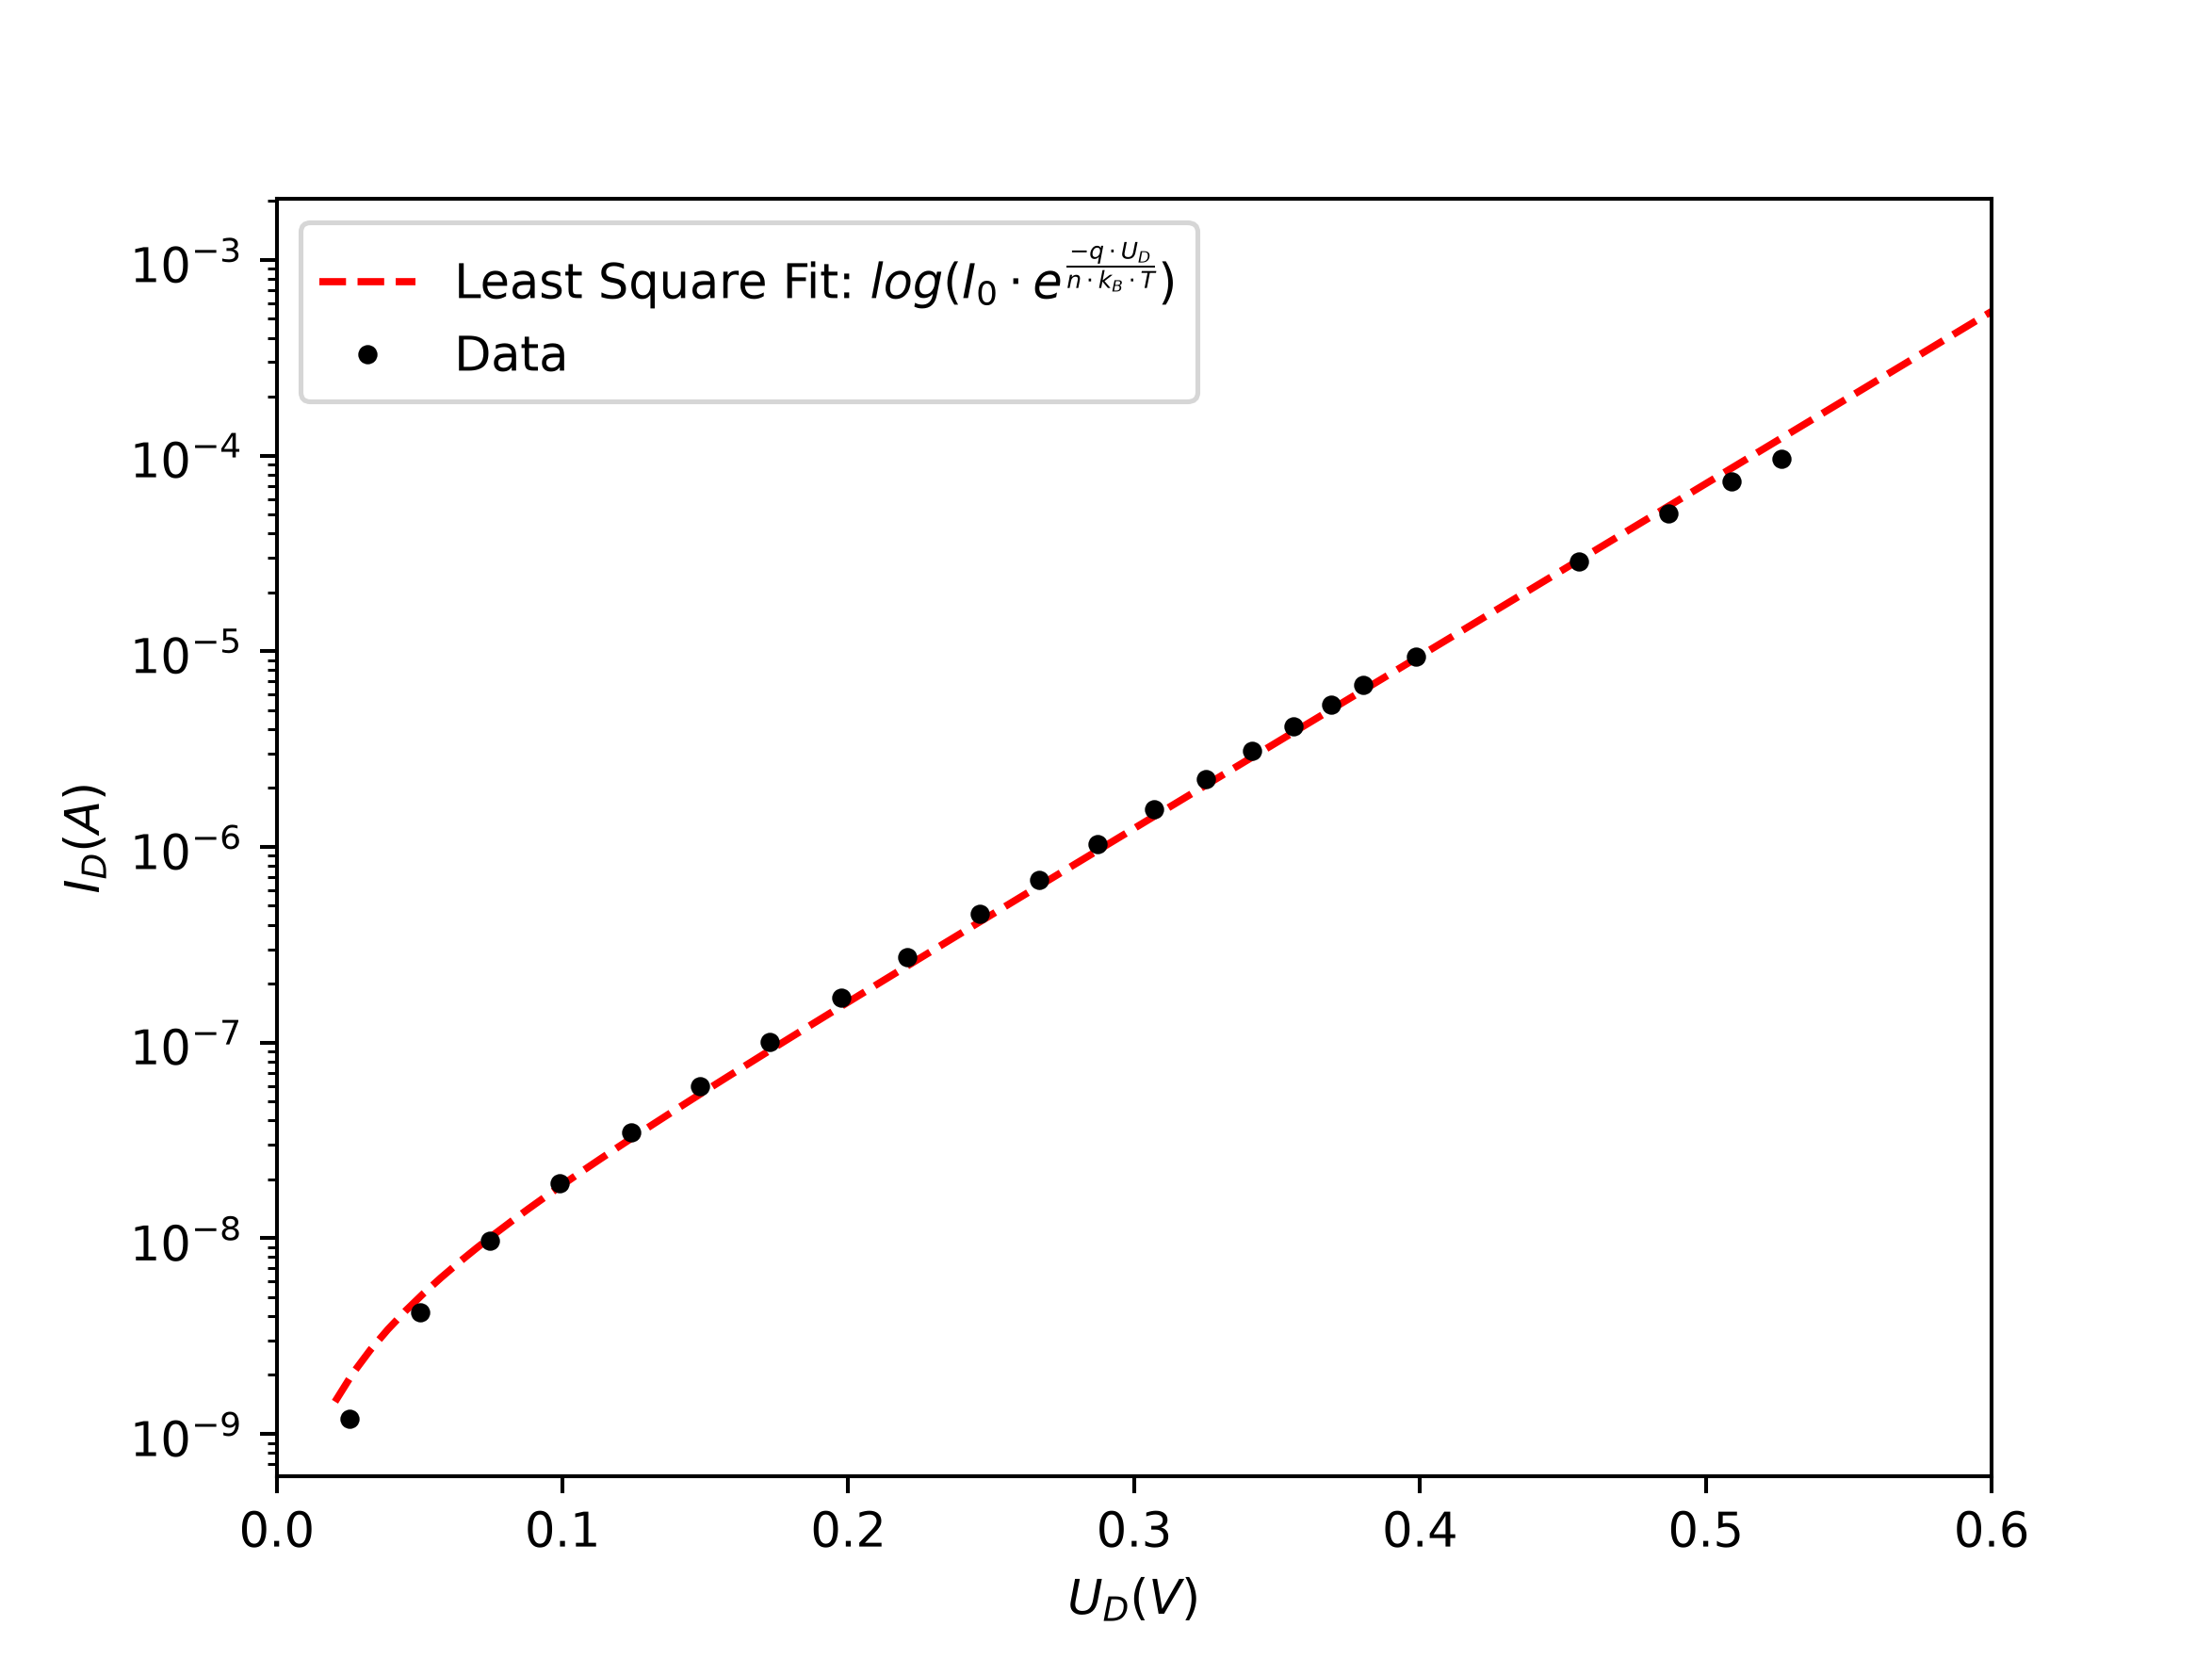 Least Square Fit: log(I₀ · e^{\frac{−q · U_D}{n · k_B · T}})
Data
10⁻³
10⁻⁴
10⁻⁵
10⁻⁶
10⁻⁷
10⁻⁸
10⁻⁹
I_D(A)
0.0 0.1 0.2 0.3 0.4 0.5 0.6
U_D(V)